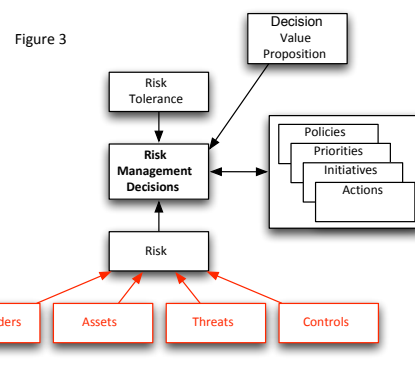 Figure 3
Decision
Value
Proposition
Risk
Tolerance
Policies
Priorities
Initiatives
Actions
Risk
Management
Decisions
Risk
Assets
Threats
Controls